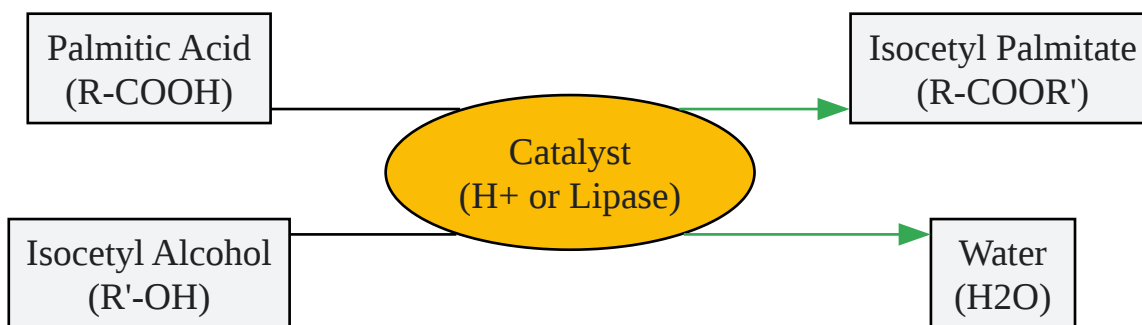 Palmitic Acid
(R-COOH)
Isocetyl Palmitate
(R-COOR')
Catalyst
(H+ or Lipase)
Isocetyl Alcohol
(R'-OH)
Water
(H2O)